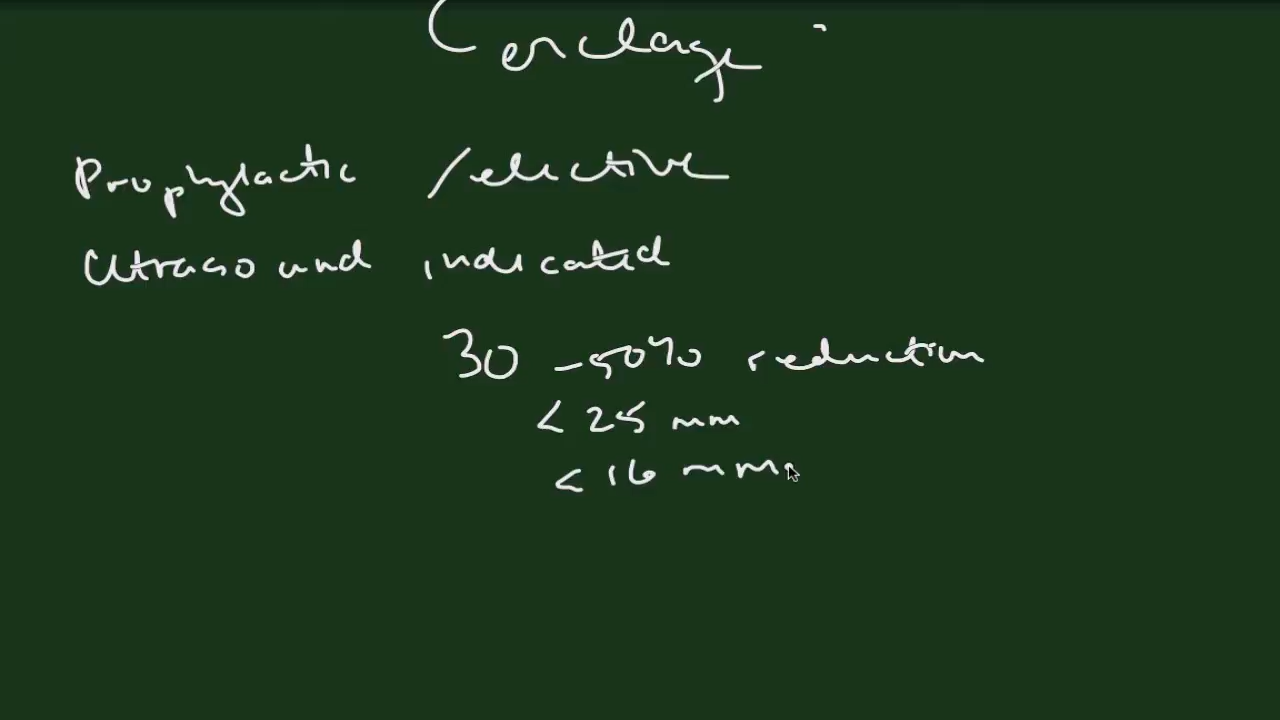 Cerclage
Prophylactic /elective
Ultrasound indicated
30 - 50% reduction
< 25 mm
< 16 mm